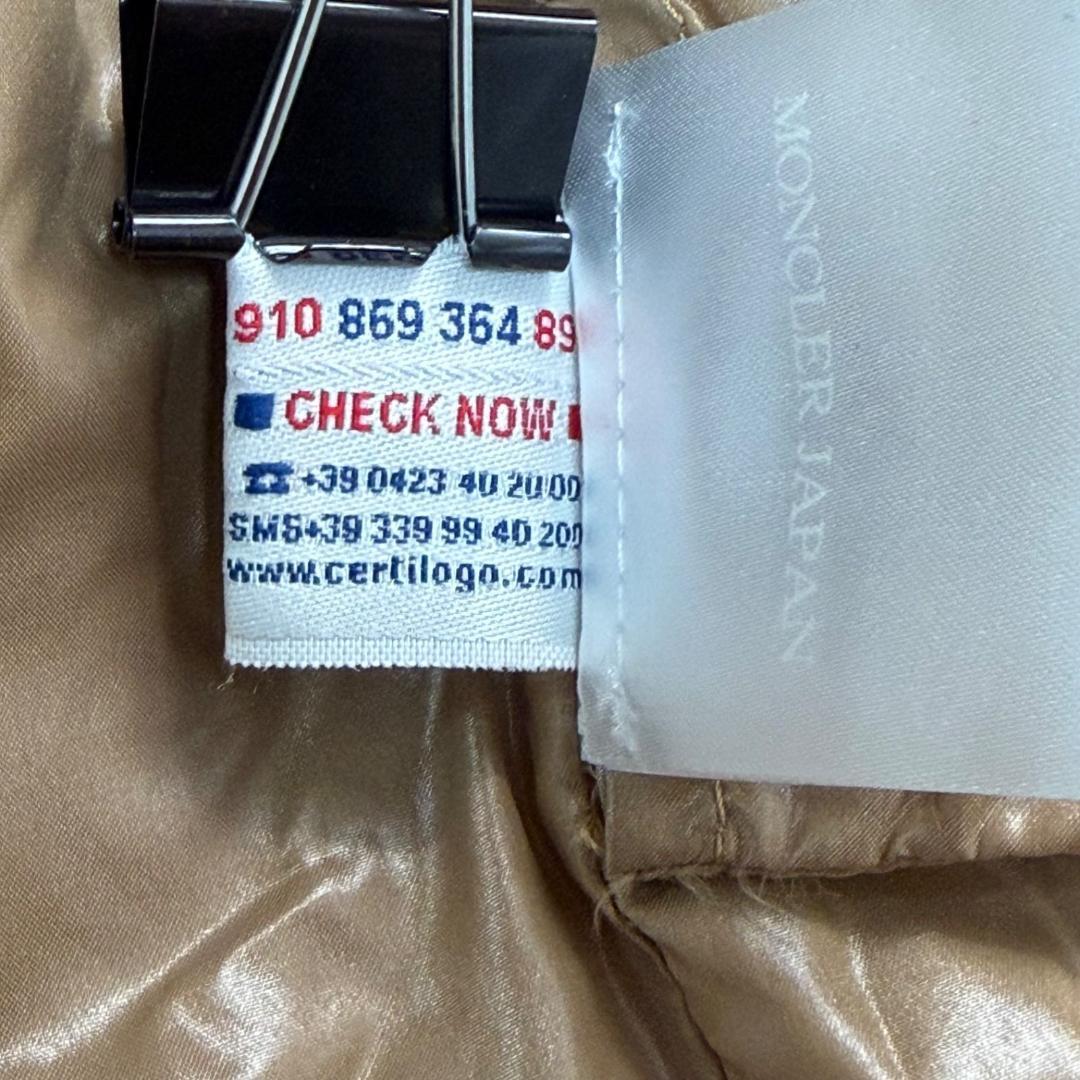 910 869 364 89
CHECK NOW
+39 0423 40 20 00
SMS+39 339 99 40 200
www.certilogo.com
MONCLER JAPAN